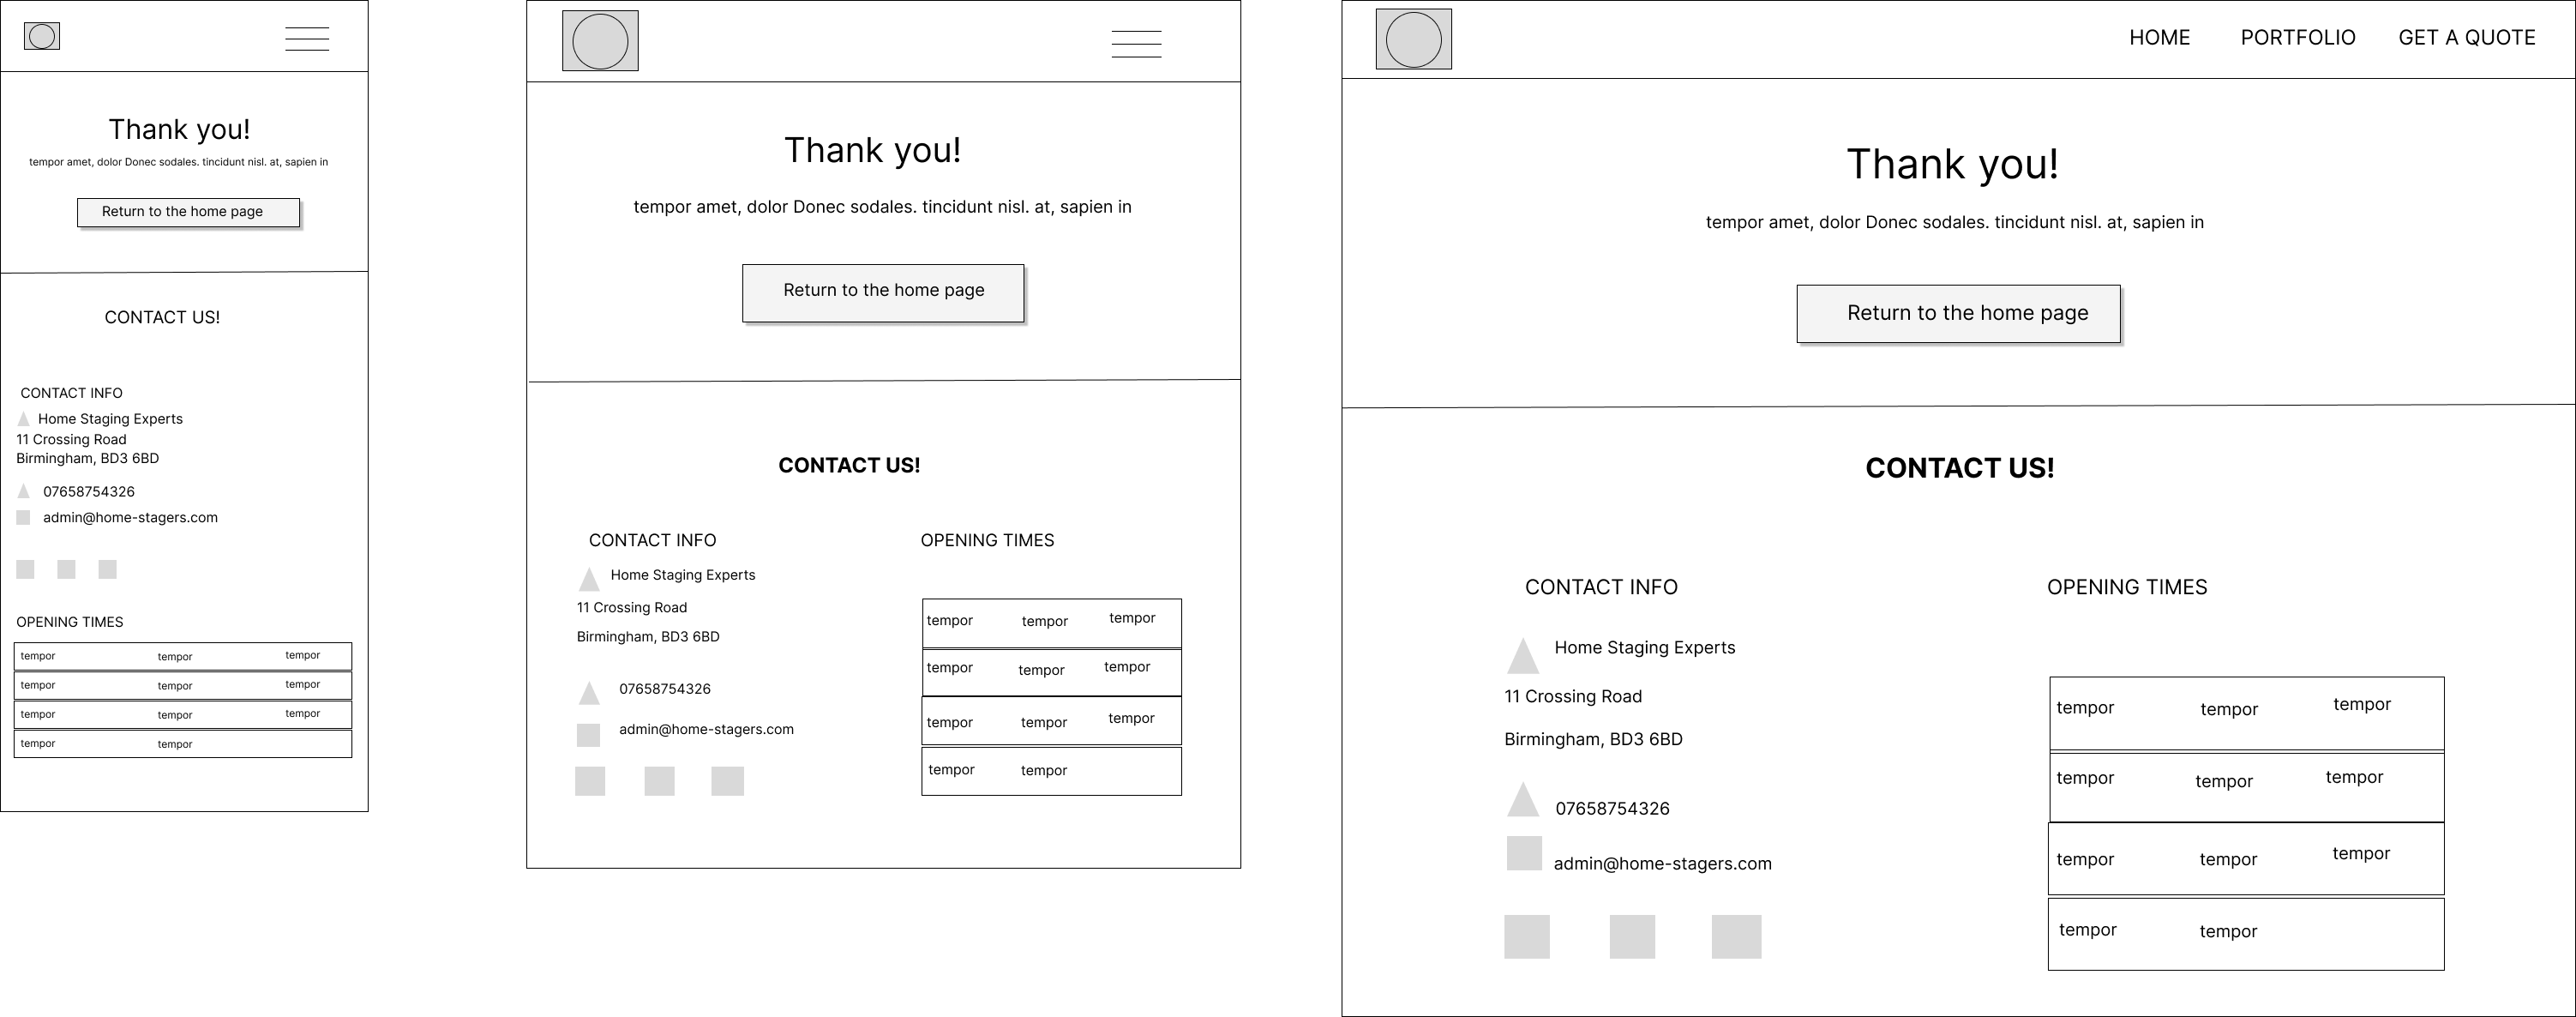 Thank you!
tempor amet, dolor Donec sodales. tincidunt nisl. at, sapien in
Return to the home page
CONTACT US!
CONTACT INFO
Home Staging Experts
11 Crossing Road
Birmingham, BD3 6BD
07658754326
admin@home-stagers.com
OPENING TIMES
tempor tempor tempor
tempor tempor tempor
tempor tempor tempor
tempor tempor
Thank you!
tempor amet, dolor Donec sodales. tincidunt nisl. at, sapien in
Return to the home page
CONTACT US!
CONTACT INFO
Home Staging Experts
11 Crossing Road
Birmingham, BD3 6BD
07658754326
admin@home-stagers.com
OPENING TIMES
tempor tempor tempor
tempor tempor tempor
tempor tempor tempor
tempor tempor
HOME PORTFOLIO GET A QUOTE
Thank you!
tempor amet, dolor Donec sodales. tincidunt nisl. at, sapien in
Return to the home page
CONTACT US!
CONTACT INFO
Home Staging Experts
11 Crossing Road
Birmingham, BD3 6BD
07658754326
admin@home-stagers.com
OPENING TIMES
tempor tempor tempor
tempor tempor tempor
tempor tempor tempor
tempor tempor